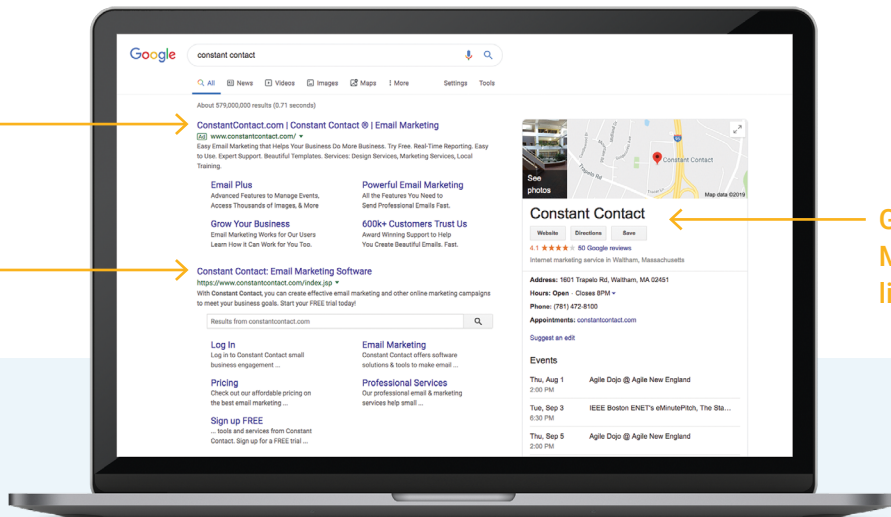 Google
constant contact
All News Videos Images Maps More Settings Tools
About 579,000,000 results (0.71 seconds)
ConstantContact.com | Constant Contact ® | Email Marketing
Ad www.constantcontact.com/
Easy Email Marketing that Helps Your Business Do More Business. Try Free. Real-Time Reporting. Easy
to Use. Expert Support. Beautiful Templates. Services: Design Services, Marketing Services, Local
Training.
Email Plus
Advanced Features to Manage Events,
Access Thousands of Images, & More
Powerful Email Marketing
All the Features You Need to
Send Professional Emails Fast.
Grow Your Business
Email Marketing Works for Our Users
Learn How it Can Work for You Too.
600k+ Customers Trust Us
Award Winning Support to Help
You Create Beautiful Emails. Fast.
Constant Contact: Email Marketing Software
https://www.constantcontact.com/index.jsp
With Constant Contact, you can create effective email marketing and other online marketing campaigns
to meet your business goals. Start your FREE trial today!
Results from constantcontact.com
Log In
Log in to Constant Contact small
business engagement ...
Email Marketing
Constant Contact offers software
solutions & tools to make email ...
Pricing
Check out our affordable pricing on
the best email marketing ...
Professional Services
Our professional email & marketing
services help small ...
Sign up FREE
... tools and services from Constant
Contact. Sign up for a FREE trial ...
See
photos
Trapelo Rd
Constant Contact
Map data ©2019
Constant Contact
Website Directions Save
4.1 50 Google reviews
Internet marketing service in Waltham, Massachusetts
Address: 1601 Trapelo Rd, Waltham, MA 02451
Hours: Open · Closes 8PM
Phone: (781) 472-8100
Appointments: constantcontact.com
Suggest an edit
Events
Thu, Aug 1 Agile Dojo @ Agile New England
2:00 PM
Tue, Sep 3 IEEE Boston ENET's eMinutePitch, The Sta...
6:30 PM
Thu, Sep 5 Agile Dojo @ Agile New England
2:00 PM
G
M
li